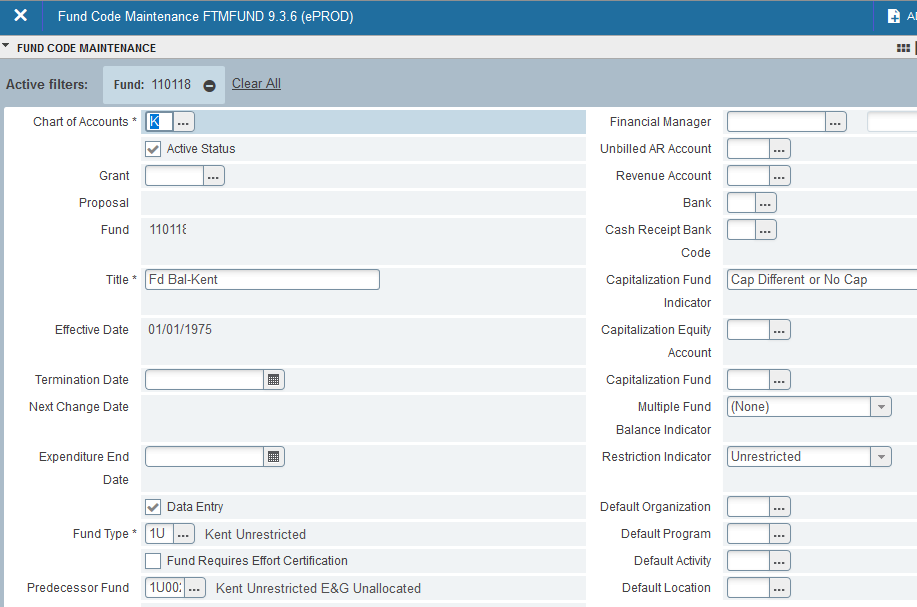 Fund Code Maintenance FTMFUND 9.3.6 (ePROD)
FUND CODE MAINTENANCE
Active filters: Fund: 110118 Clear All
Chart of Accounts * K ...
Active Status
Grant ...
Proposal
Fund 110118
Title * Fd Bal-Kent
Effective Date 01/01/1975
Termination Date
Next Change Date
Expenditure End
Date
Data Entry
Fund Type * 1U ... Kent Unrestricted
Fund Requires Effort Certification
Predecessor Fund ... Kent Unrestricted E&G Unallocated
Financial Manager ...
Unbilled AR Account ...
Revenue Account ...
Bank ...
Cash Receipt Bank ...
Code
Capitalization Fund Cap Different or No Cap
Indicator
Capitalization Equity ...
Account
Capitalization Fund ...
Multiple Fund (None)
Balance Indicator
Restriction Indicator Unrestricted
Default Organization ...
Default Program ...
Default Activity ...
Default Location ...